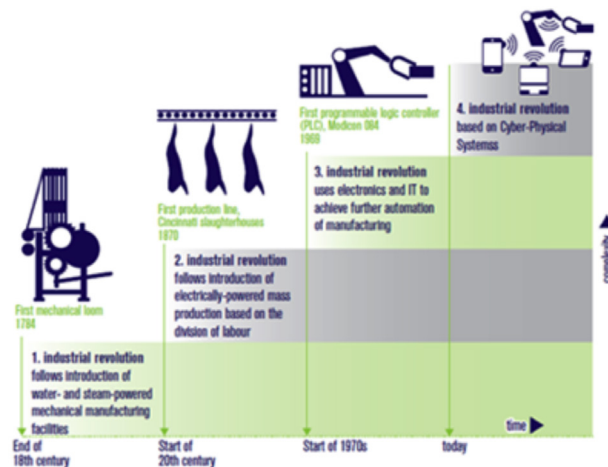 First mechanical loom
1784
1. industrial revolution
follows introduction of
water- and steam-powered
mechanical manufacturing
facilities
End of
18th century
First production line,
Cincinnati slaughterhouses
1870
2. industrial revolution
follows introduction of
electrically-powered mass
production based on the
division of labour
Start of
20th century
First programmable logic controller
(PLC), Modicon 084
1969
3. industrial revolution
uses electronics and IT to
achieve further automation
of manufacturing
Start of 1970s
4. industrial revolution
based on Cyber-Physical
Systemss
today
time
complexity